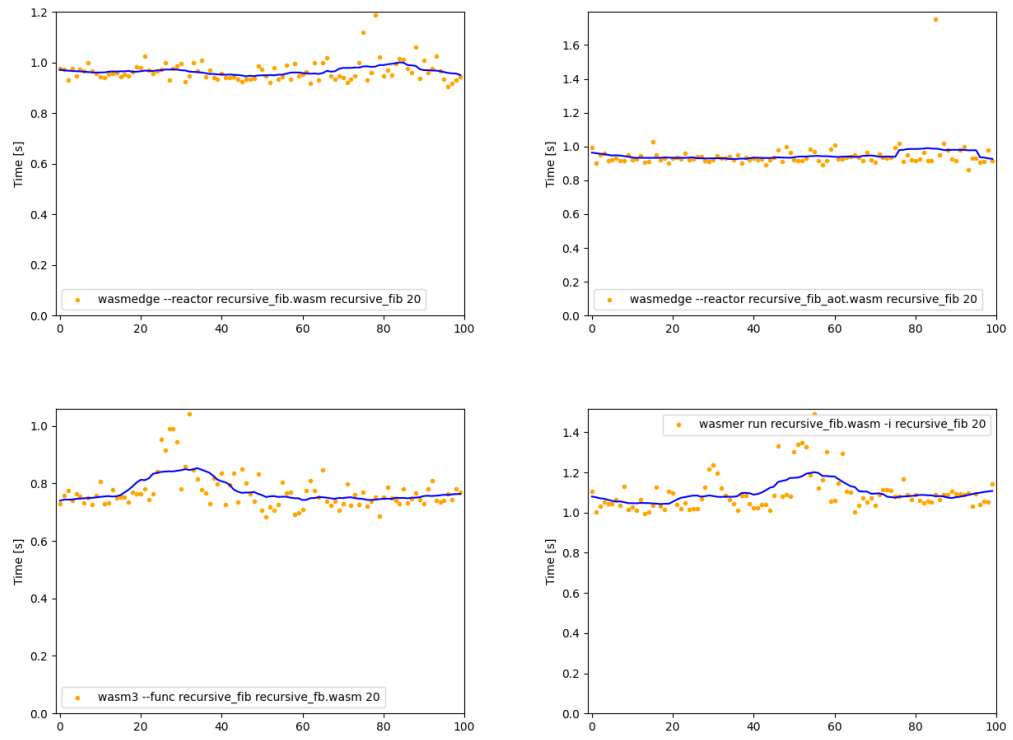 1.2
1.0
0.8
0.6
0.4
0.2
0.0
Time [s]
wasmedge --reactor recursive_fib.wasm recursive_fib 20
0 20 40 60 80 100
1.6
1.4
1.2
1.0
0.8
0.6
0.4
0.2
0.0
Time [s]
wasmedge --reactor recursive_fib_aot.wasm recursive_fib 20
0 20 40 60 80 100
1.0
0.8
0.6
0.4
0.2
0.0
Time [s]
wasm3 --func recursive_fib recursive_fb.wasm 20
0 20 40 60 80 100
wasmer run recursive_fib.wasm -i recursive_fib 20
1.4
1.2
1.0
0.8
0.6
0.4
0.2
0.0
Time [s]
0 20 40 60 80 100